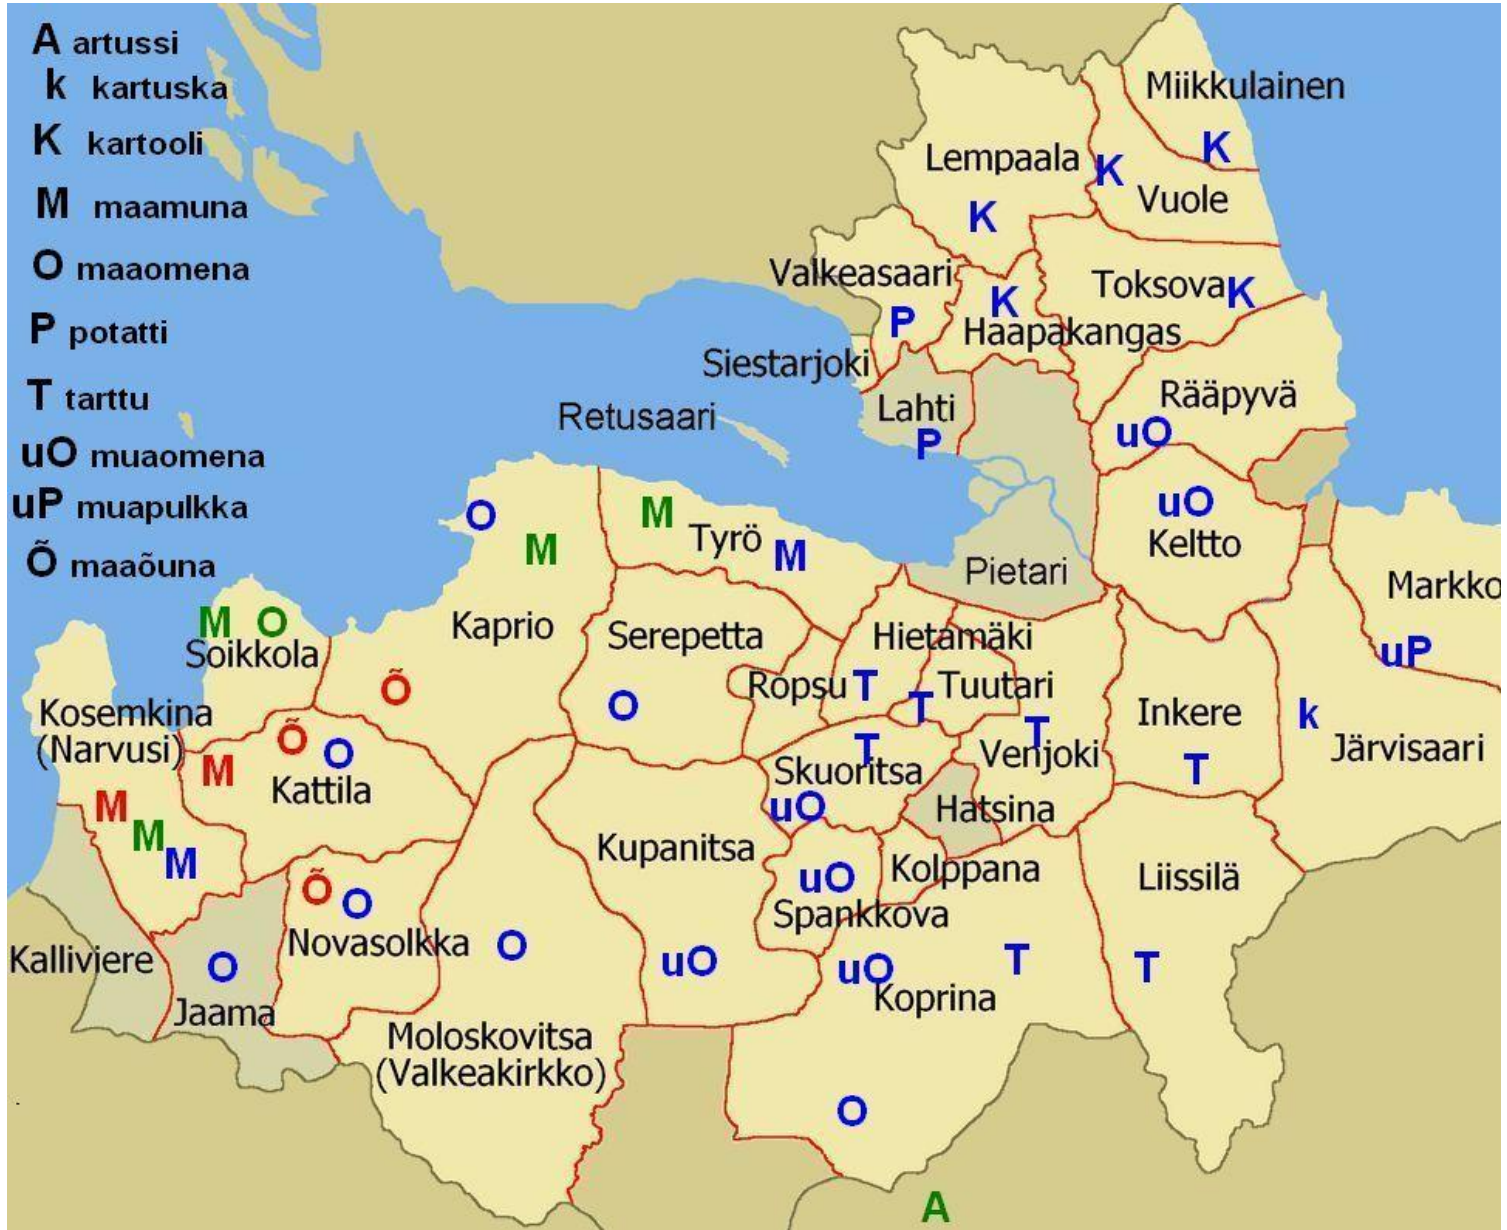 A artussi
k kartuska
K kartooli
M maamuna
O maaomena
P potatti
T tarttu
uO muaomena
uP muapulkka
Õ maaõuna
Miikkulainen
K
Lempaala
K
K
Vuole
Valkeasaari
P
K
Haapakangas
Toksova K
Siestarjoki
Lahti
P
Retusaari
Rääpyvä
uO
uO
Keltto
Pietari
Markko
uP
O
M
Kaprio
Õ
M
Tyrö M
M O
Soikkola
Serepetta
O
Hietamäki
Ropsu T
T Tuutari
T
Venjoki
Inkere
T
k
Järvisaari
Kosemkina
(Narvusi)
M
M
M
Õ O
M
Kattila
T
Skuoritsa
uO
Hatsina
Kupanitsa
uO
uO
Spankkova
Kolppana
Liissilä
T
Kalliviere
O
Jaama
Õ O
Novasolkka
O
Moloskovitsa
(Valkeakirkko)
uO T
Koprina
O
A